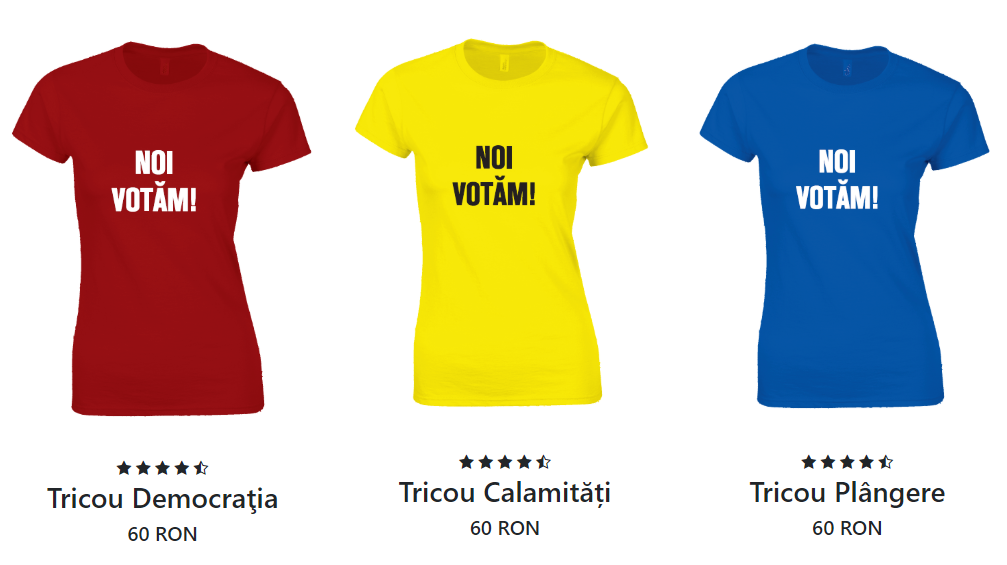 NOI
VOTĂM!
NOI
VOTĂM!
NOI
VOTĂM!
Tricou Democraţia
60 RON
Tricou Calamități
60 RON
Tricou Plângere
60 RON